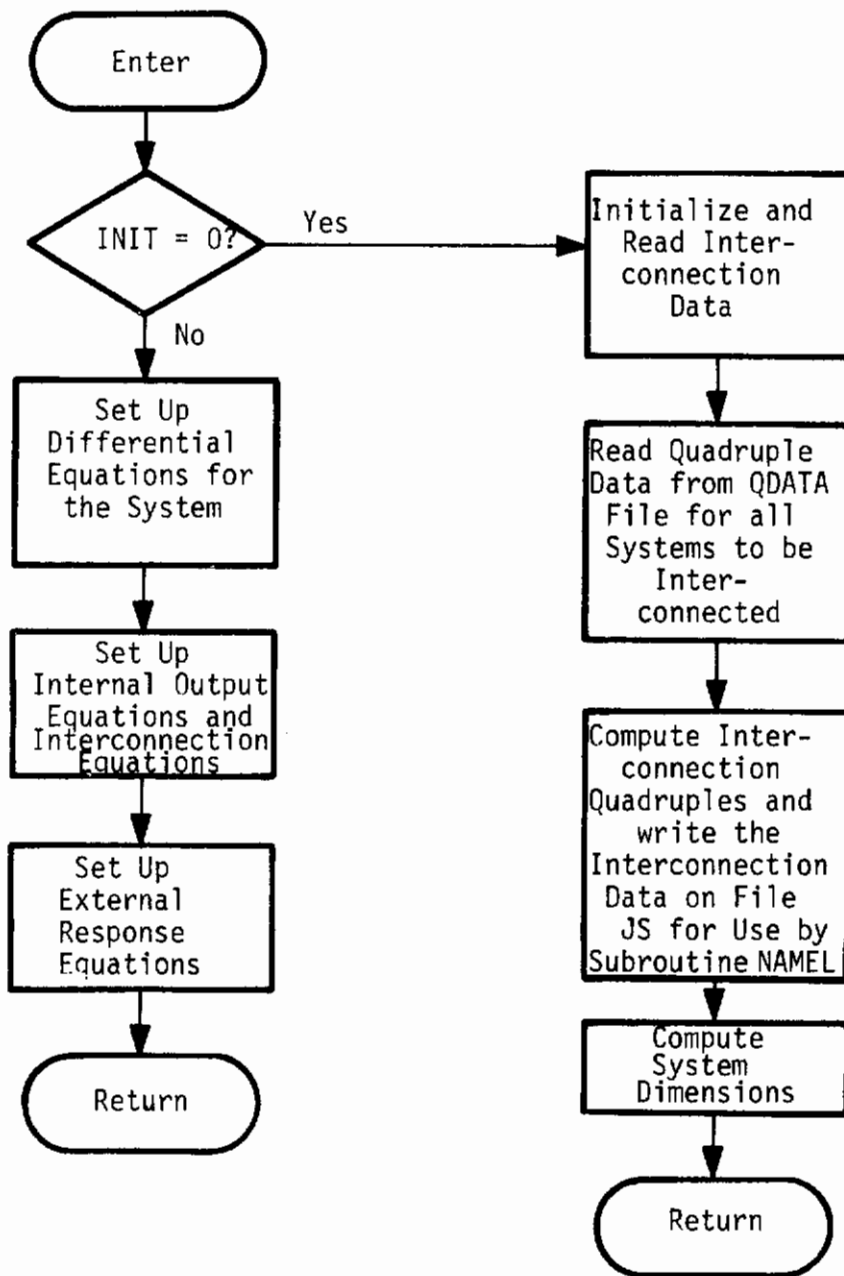 Enter
INIT = 0?
Yes
No
Set Up
Differential
Equations for
the System
Set Up
Internal Output
Equations and
Interconnection
Equations
Set Up
External
Response
Equations
Return
Initialize and
Read Inter-
connection
Data
Read Quadruple
Data from QDATA
File for all
Systems to be
Inter-
connected
Compute Inter-
connection
Quadruples and
write the
Interconnection
Data on File
JS for Use by
Subroutine NAMEL
Compute
System
Dimensions
Return